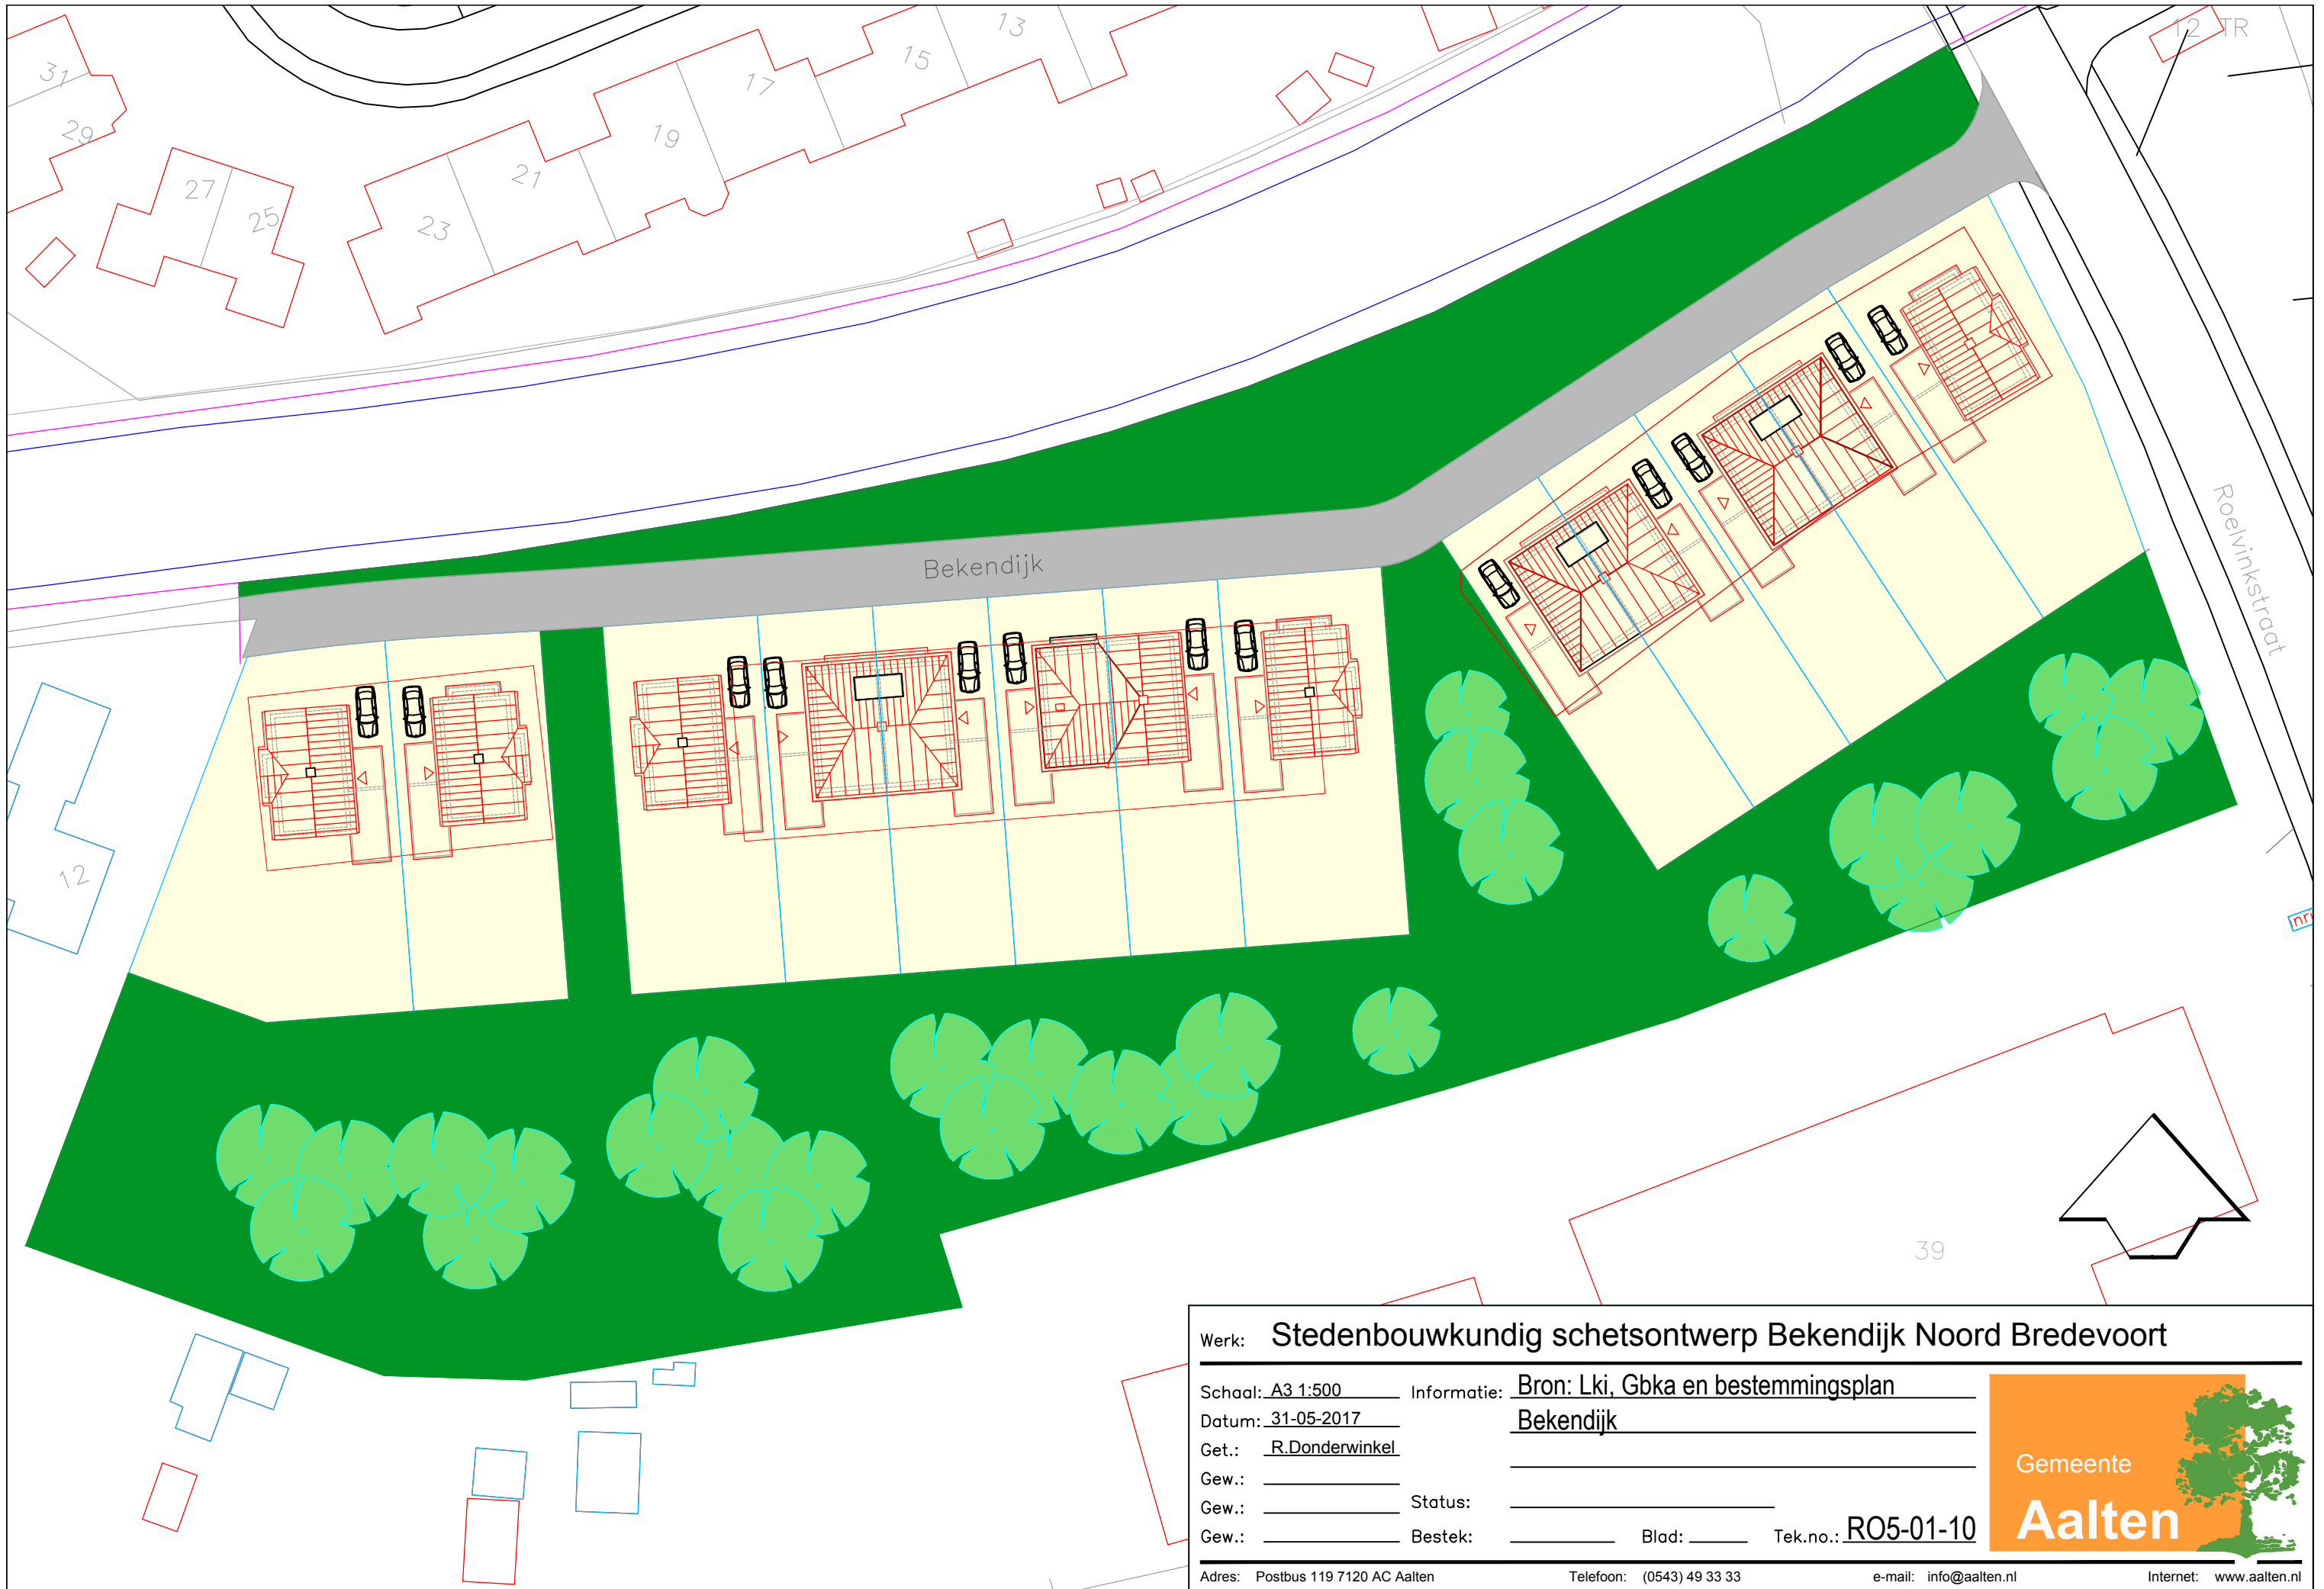 31
29
27
25
23
21
19
17
15
13
12 TR
Bekendijk
Roelvinkstraat
12
39
Werk: Stedenbouwkundig schetsontwerp Bekendijk Noord Bredevoort
Schaal: A3 1:500 Informatie: Bron: Lki, Gbka en bestemmingsplan
Datum: 31-05-2017 Bekendijk
Get.: R.Donderwinkel
Gew.:
Gew.: Status:
Gew.: Bestek: Blad: Tek.no.: RO5-01-10
Gemeente
Aalten
Adres: Postbus 119 7120 AC Aalten Telefoon: (0543) 49 33 33 e-mail: info@aalten.nl Internet: www.aalten.nl